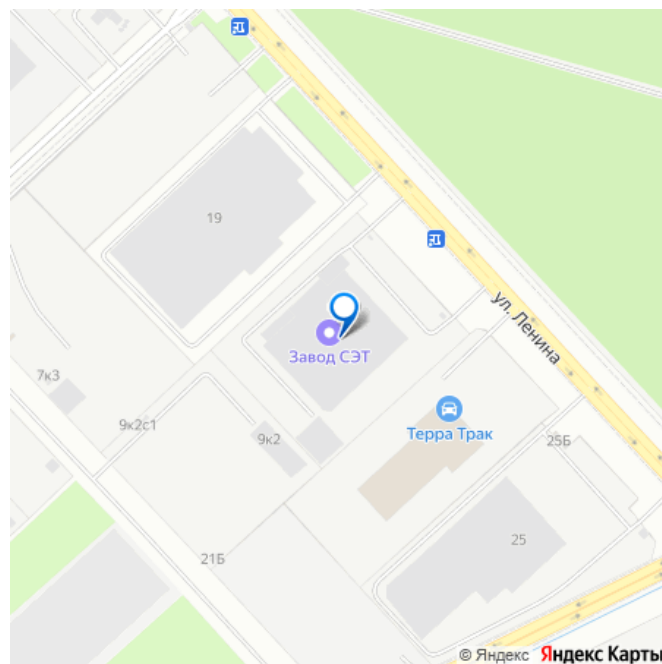 19
ул. Ленина
Завод СЭТ
7к3
9к2с1
9к2
Терра Трак
25Б
25
21Б
© Яндекс Яндекс Карты